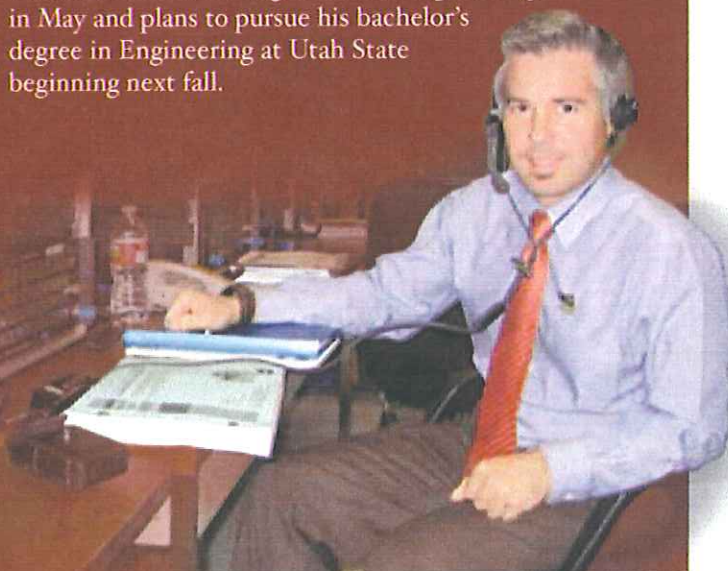 in May and plans to pursue his bachelor's
degree in Engineering at Utah State
beginning next fall.